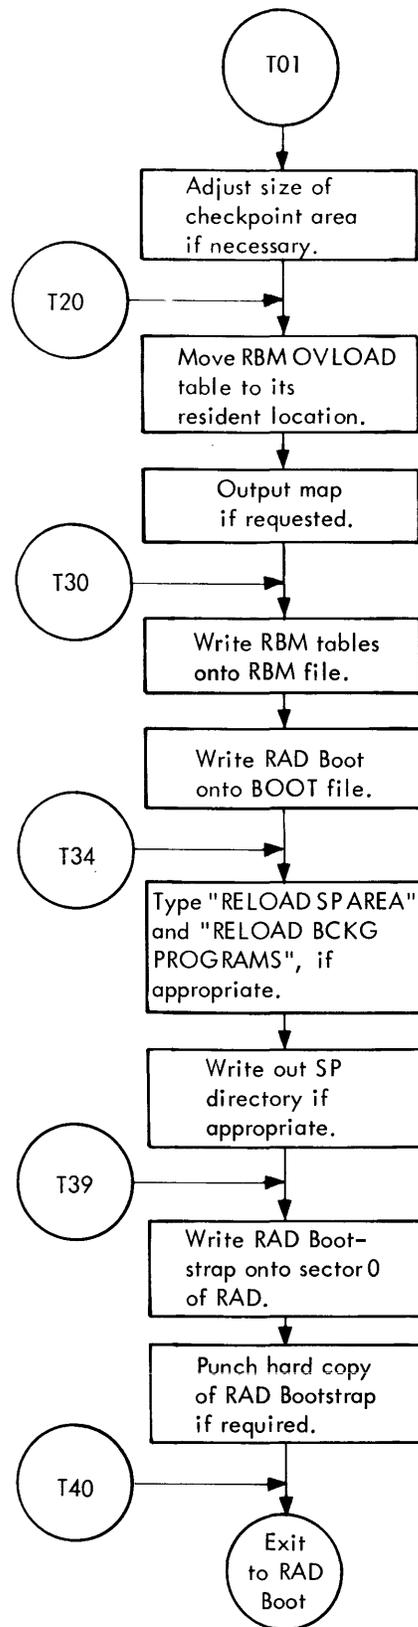 T01
Adjust size of
checkpoint area
if necessary.
T20
Move RBM OVLOAD
table to its
resident location.
Output map
if requested.
T30
Write RBM tables
onto RBM file.
Write RAD Boot
onto BOOT file.
T34
Type "RELOAD SP AREA"
and "RELOAD BCKG
PROGRAMS", if
appropriate.
Write out SP
directory if
appropriate.
T39
Write RAD Boot-
strap onto sector 0
of RAD.
Punch hard copy
of RAD Bootstrap
if required.
T40
Exit
to RAD
Boot